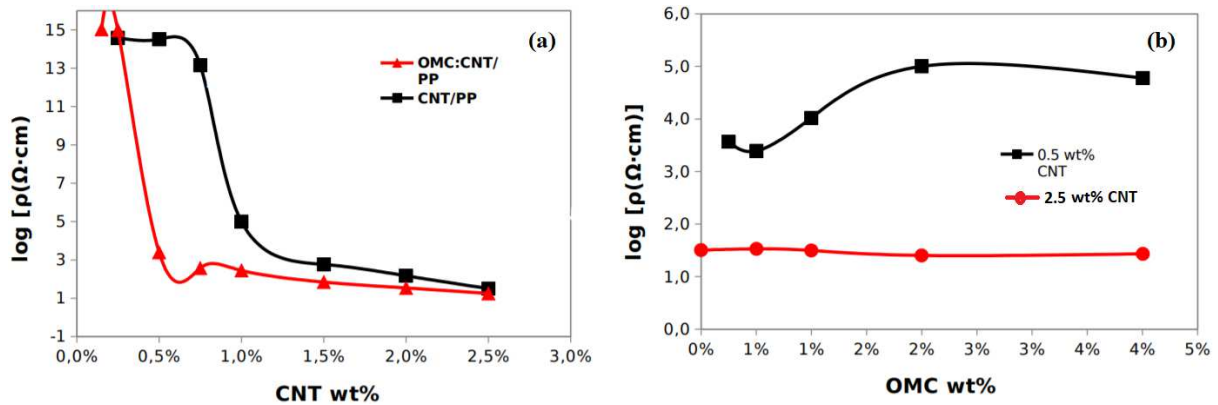 (a)
log [ρ(Ω·cm)
15
13
11
9
7
5
3
1
-1
OMC:CNT/
PP
CNT/PP
0,0% 0,5% 1,0% 1,5% 2,0% 2,5% 3,0%
CNT wt%
(b)
log [ρ(Ω·cm)]
6,0
5,0
4,0
3,0
2,0
1,0
0,0
0.5 wt%
CNT
2.5 wt% CNT
0% 1% 1% 2% 2% 3% 3% 4% 4% 5%
OMC wt%